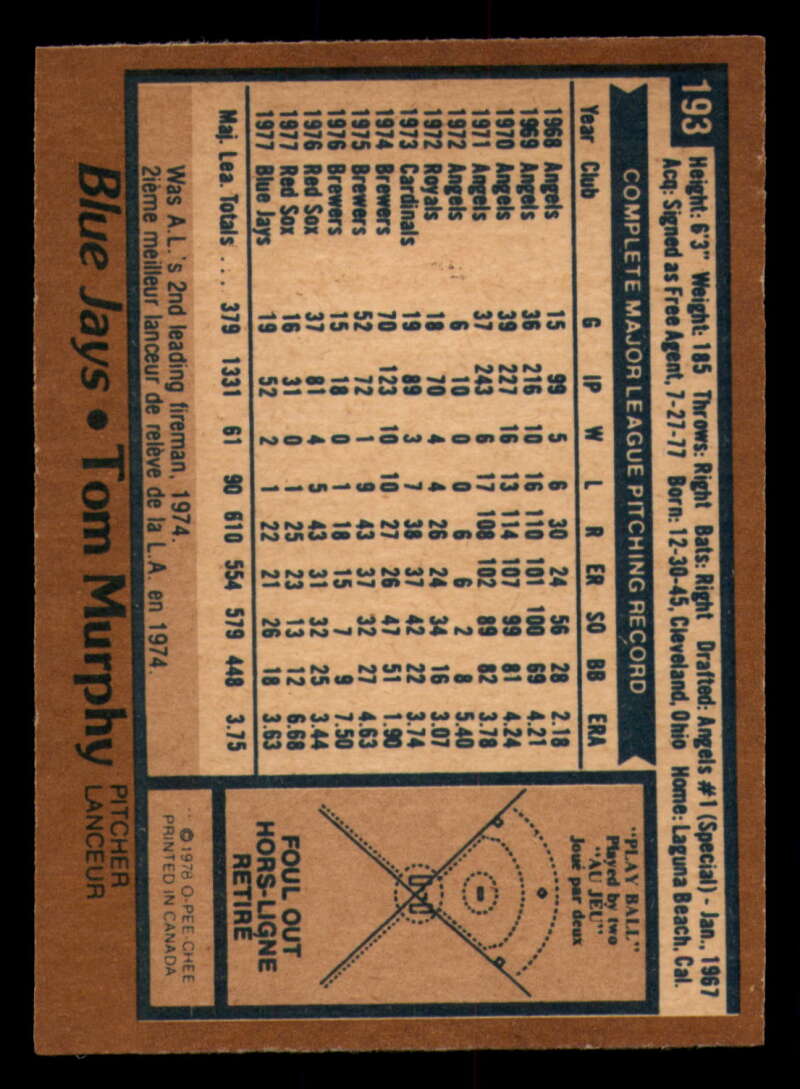 193
Height: 6'3" Weight: 185 Throws: Right Bats: Right Drafted: Angels #1 (Special) - Jan., 1967
Acq: Signed as Free Agent, 7-27-77 Born: 12-30-45, Cleveland, Ohio Home: Laguna Beach, Cal.
COMPLETE MAJOR LEAGUE PITCHING RECORD
Year Club G IP W L R ER SO BB ERA
1968 Angels 15 99 5 6 30 24 56 28 2.18
1969 Angels 36 216 10 16 110 101 100 69 4.21
1970 Angels 39 227 16 13 114 107 99 81 4.24
1971 Angels 37 243 6 17 108 102 89 82 3.78
1972 Angels 6 10 0 0 6 6 2 8 5.40
1972 Royals 18 70 4 4 26 24 34 16 3.07
1973 Cardinals 19 89 3 7 38 37 42 22 3.74
1974 Brewers 70 123 10 10 27 26 47 51 1.90
1975 Brewers 52 72 1 9 43 37 32 27 4.63
1976 Brewers 15 18 0 1 18 15 7 9 7.50
1976 Red Sox 37 81 4 5 43 31 32 25 3.44
1977 Red Sox 16 31 0 1 25 23 13 12 6.68
1977 Blue Jays 19 52 2 1 22 21 26 18 3.63
Maj. Lea. Totals ... 379 1331 61 90 610 554 579 448 3.75
Was A.L.'s 2nd leading fireman, 1974.
2ième meilleur lanceur de relève de la L.A. en 1974.
"PLAY BALL"
Played by two
"AU JEU"
Joué par deux
FOUL OUT
HORS-LIGNE
RETIRÉ
©1978 O-PEE-CHEE
PRINTED IN CANADA
Blue Jays • Tom Murphy
PITCHER
LANCEUR